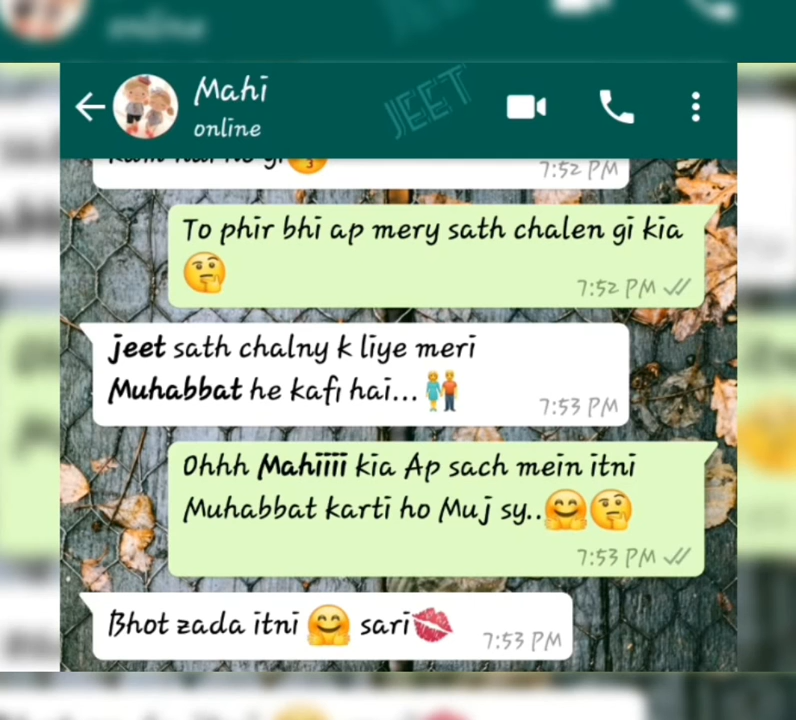 Mahi
online
JEET
7:52 PM
To phir bhi ap mery sath chalen gi kia
🤔
7:52 PM
jeet sath chalny k liye meri
Muhabbat he kafi hai... 👫
7:53 PM
Ohhh Mahiiii kia Ap sach mein itni
Muhabbat karti ho Muj sy..🤗🤔
7:53 PM
Bhot zada itni 🤗 sari💋
7:53 PM